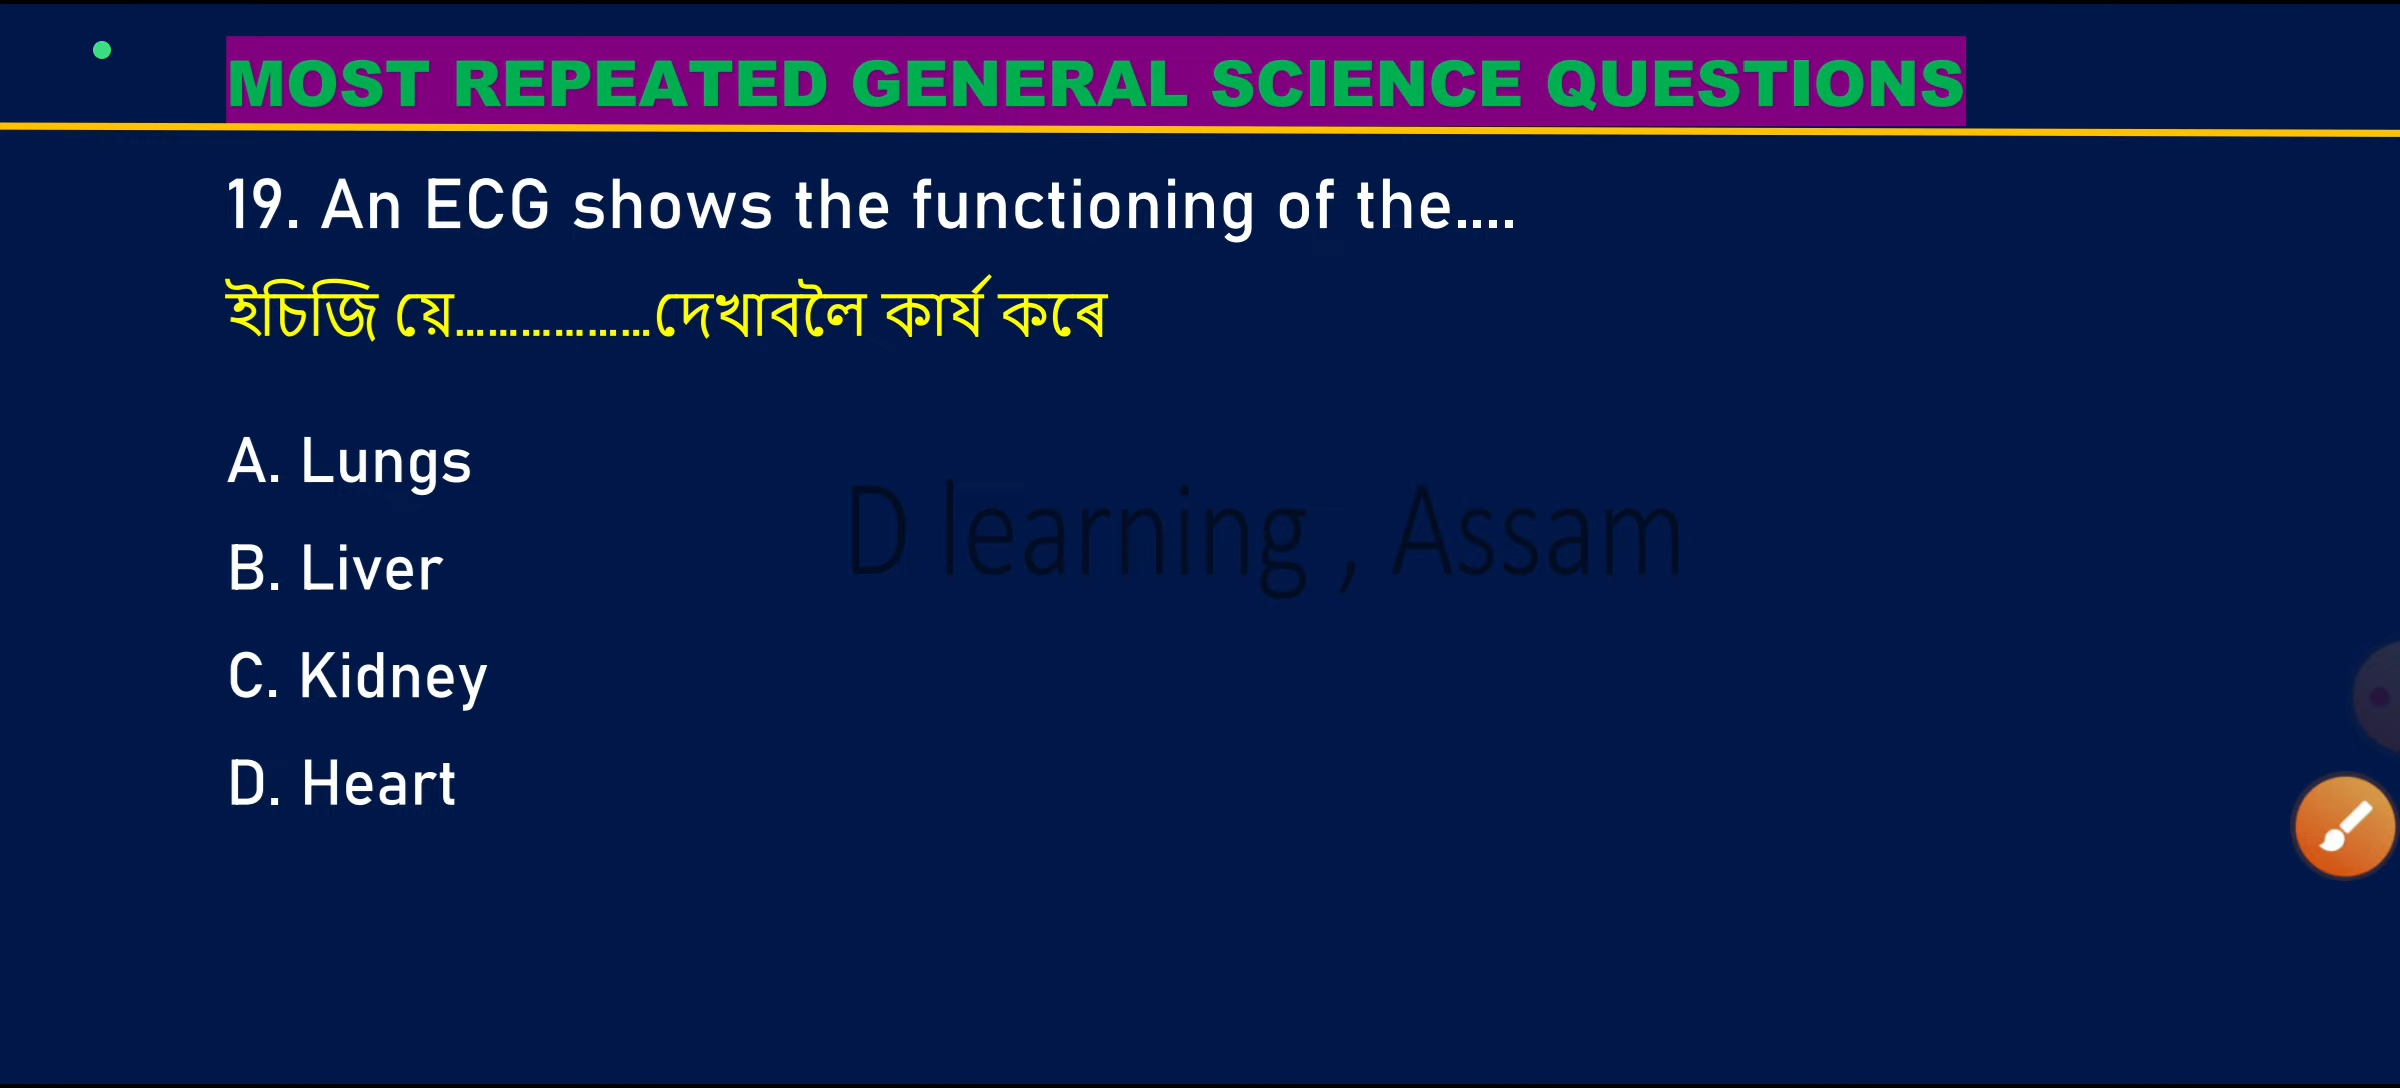 MOST REPEATED GENERAL SCIENCE QUESTIONS
19. An ECG shows the functioning of the....
ইচিজি য়ে..................দেখাবলৈ কাৰ্য কৰে
A. Lungs
D learning , Assam
B. Liver
C. Kidney
D. Heart